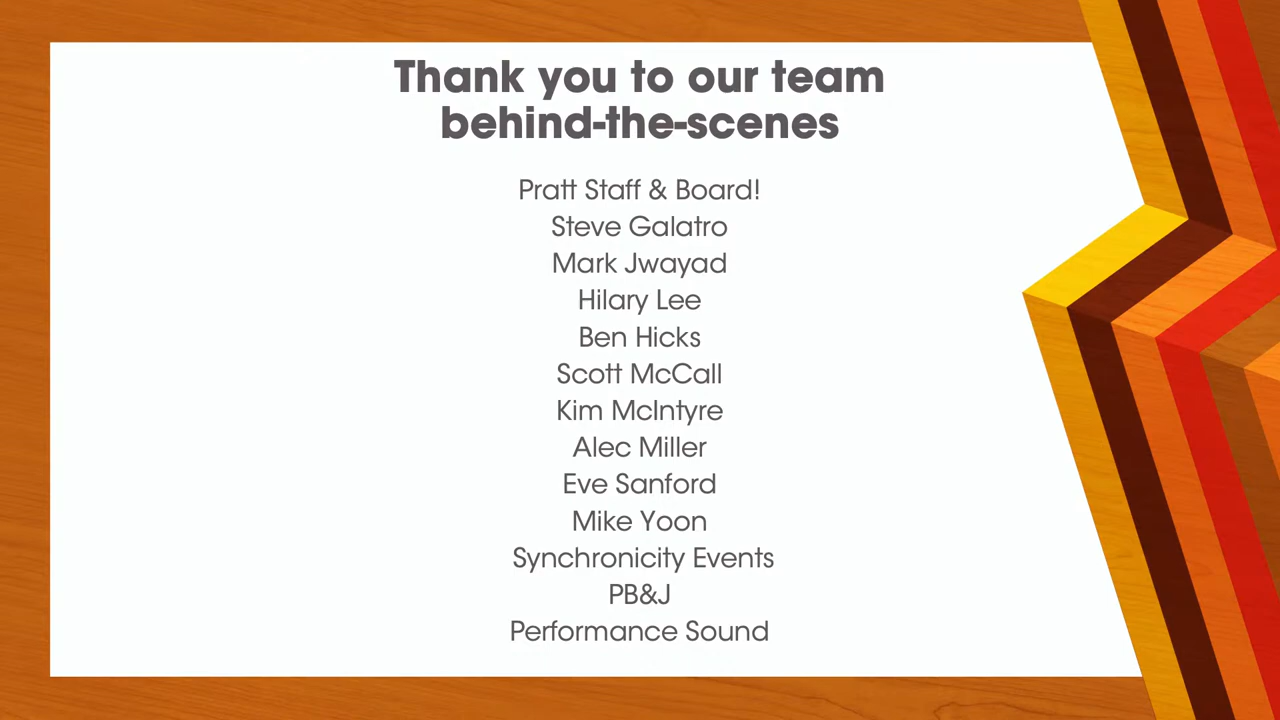 Thank you to our team
behind-the-scenes
Pratt Staff & Board!
Steve Galatro
Mark Jwayad
Hilary Lee
Ben Hicks
Scott McCall
Kim McIntyre
Alec Miller
Eve Sanford
Mike Yoon
Synchronicity Events
PB&J
Performance Sound